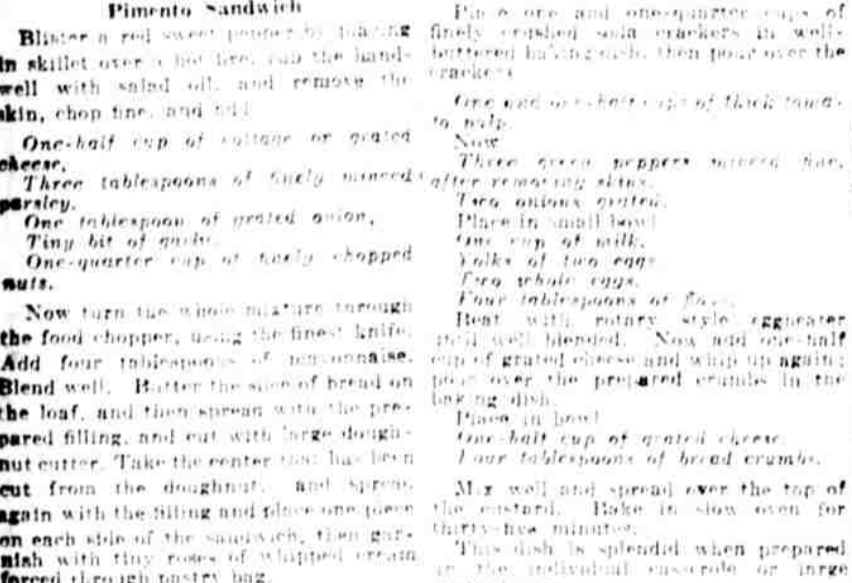 Pimento Sandwich
Blister a red sweet pepper by placing
in skillet over a hot fire, rub the hand-
well with salad oil, and remove the
skin, chop fine, and add
One-half cup of cottage or grated
cheese,
Three tablespoons of finely minced
parsley,
One tablespoon of grated onion,
Tiny bit of garlic,
One-quarter cup of finely chopped
nuts.
Now turn the whole mixture through
the food chopper, using the finest knife.
Add four tablespoons of mayonnaise.
Blend well. Butter the slice of bread on
the loaf, and then spread with the pre-
pared filling, and cut with large dough-
nut cutter. Take the center that has been
cut from the doughnut, and spread
again with the filling and place one piece
on each side of the sandwich, then gar-
nish with tiny roses of whipped cream
forced through pastry bag.
Place one and one-quarter cups of
finely crushed soda crackers in well-
buttered baking dish, then pour over the
crackers
One and one-half cups of thick toma-
to pulp.
Now
Three green peppers minced fine,
after removing skins,
Two onions grated.
Place in small bowl
One cup of milk,
Yolks of two eggs
Two whole eggs,
Four tablespoons of flour.
Beat with rotary style eggbeater
until well blended. Now add one-half
cup of grated cheese and whip up again;
pour over the prepared crumbs in the
baking dish.
Place in bowl
One-half cup of grated cheese,
Four tablespoons of bread crumbs.
Mix well and spread over the top of
the custard. Bake in slow oven for
thirty-five minutes.
This dish is splendid when prepared
in the individual casserole or large